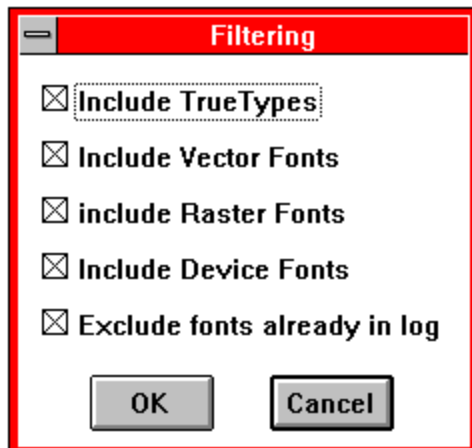 Filtering
Include TrueTypes
Include Vector Fonts
include Raster Fonts
Include Device Fonts
Exclude fonts already in log
OK Cancel